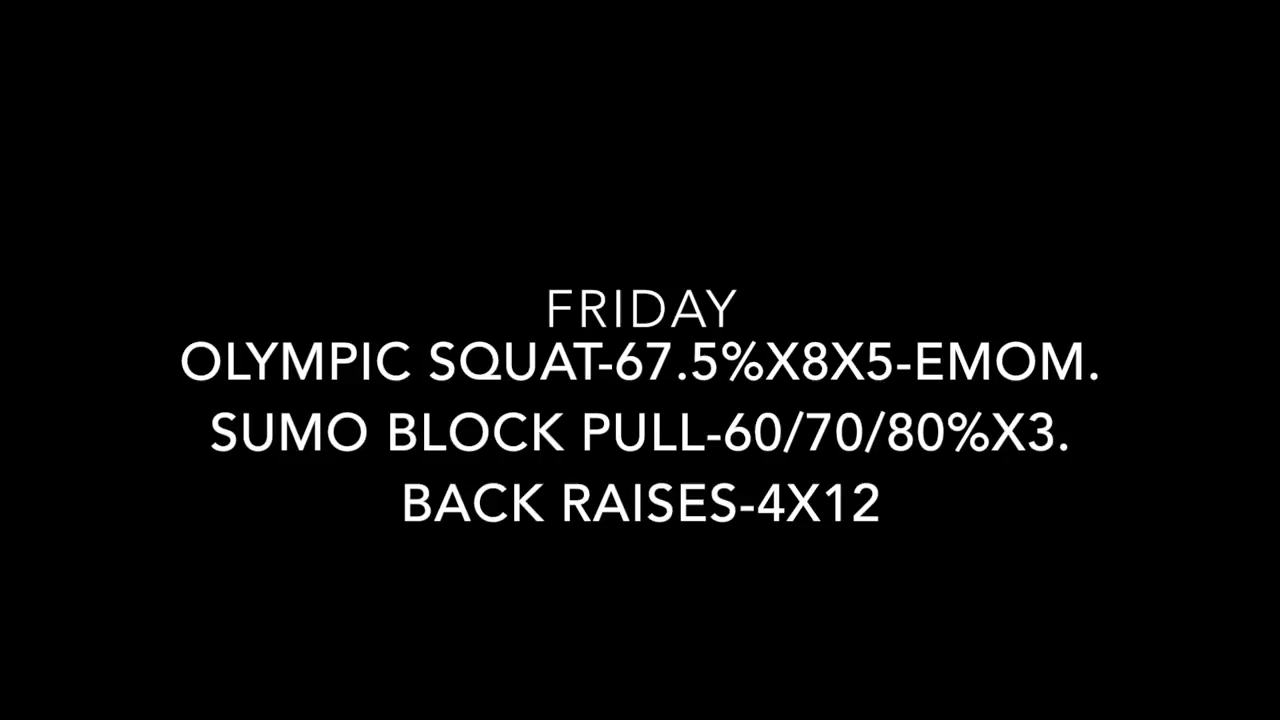 FRIDAY
OLYMPIC SQUAT-67.5%X8X5-EMOM.
SUMO BLOCK PULL-60/70/80%X3.
BACK RAISES-4X12